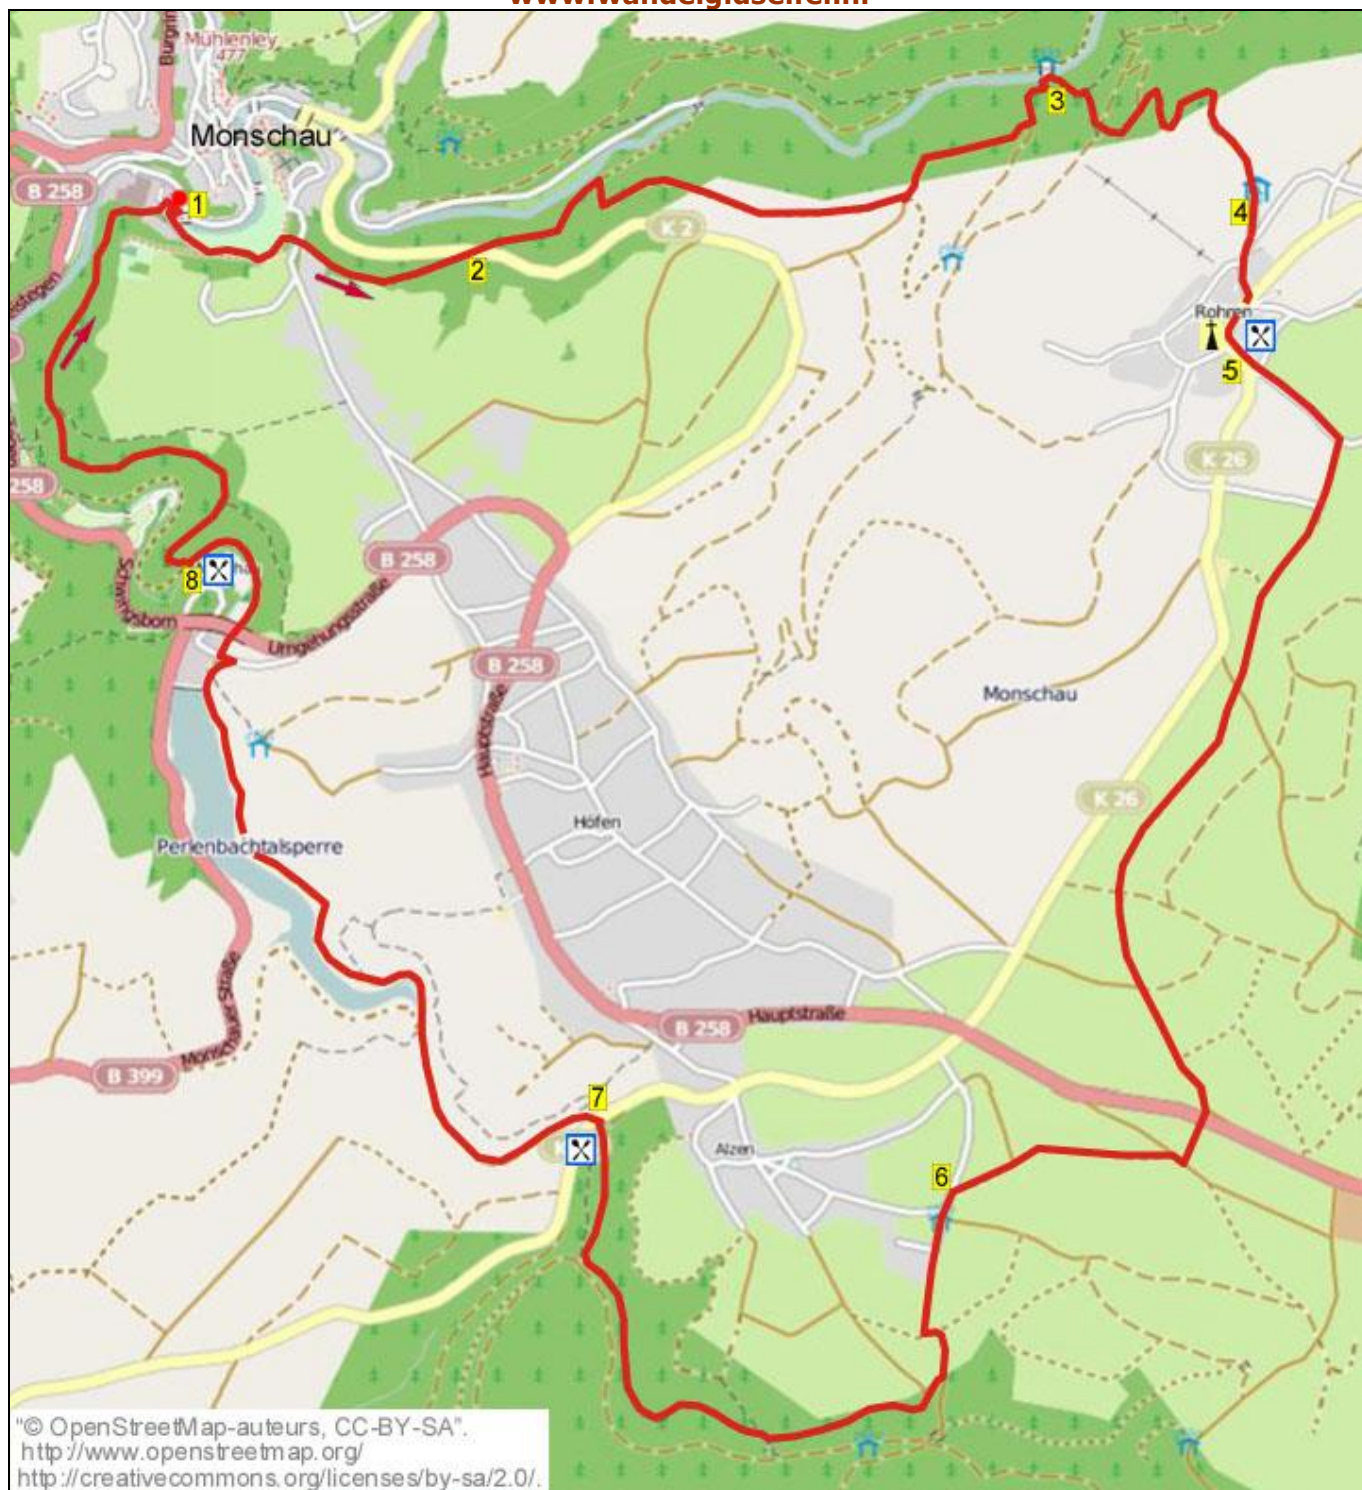 Mühlenley
477
Monschau
B 258
1
2
3
4
K 2
Rohren
5
K 26
258
B 258
8
Umgehungsstraße
B 258
Monschau
Hauptstraße
K 26
Höfen
Perlenbachtalsperre
Monschauer Straße
B 258
Hauptstraße
B 399
7
Alzen
6
"© OpenStreetMap-auteurs, CC-BY-SA".
http://www.openstreetmap.org/
http://creativecommons.org/licenses/by-sa/2.0/.